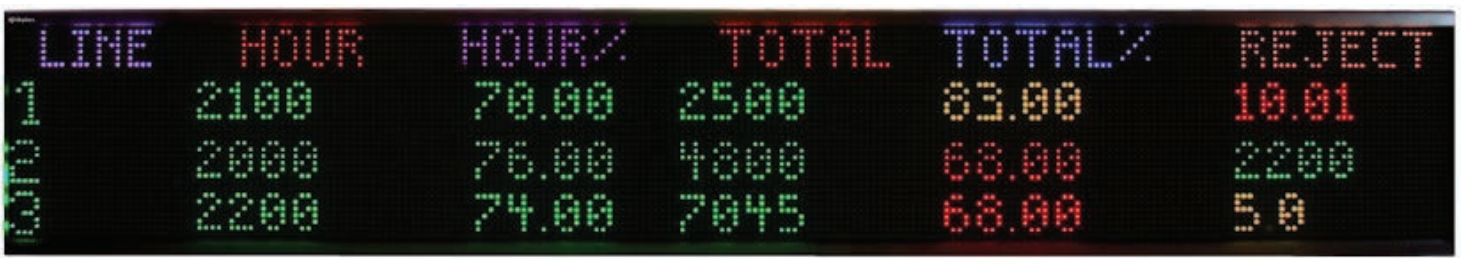 LINE HOUR HOUR% TOTAL TOTAL% REJECT
1 2100 70.00 2500 83.00 10.01
2 2000 76.00 4800 68.00 2200
3 2200 74.00 7045 68.00 5.0